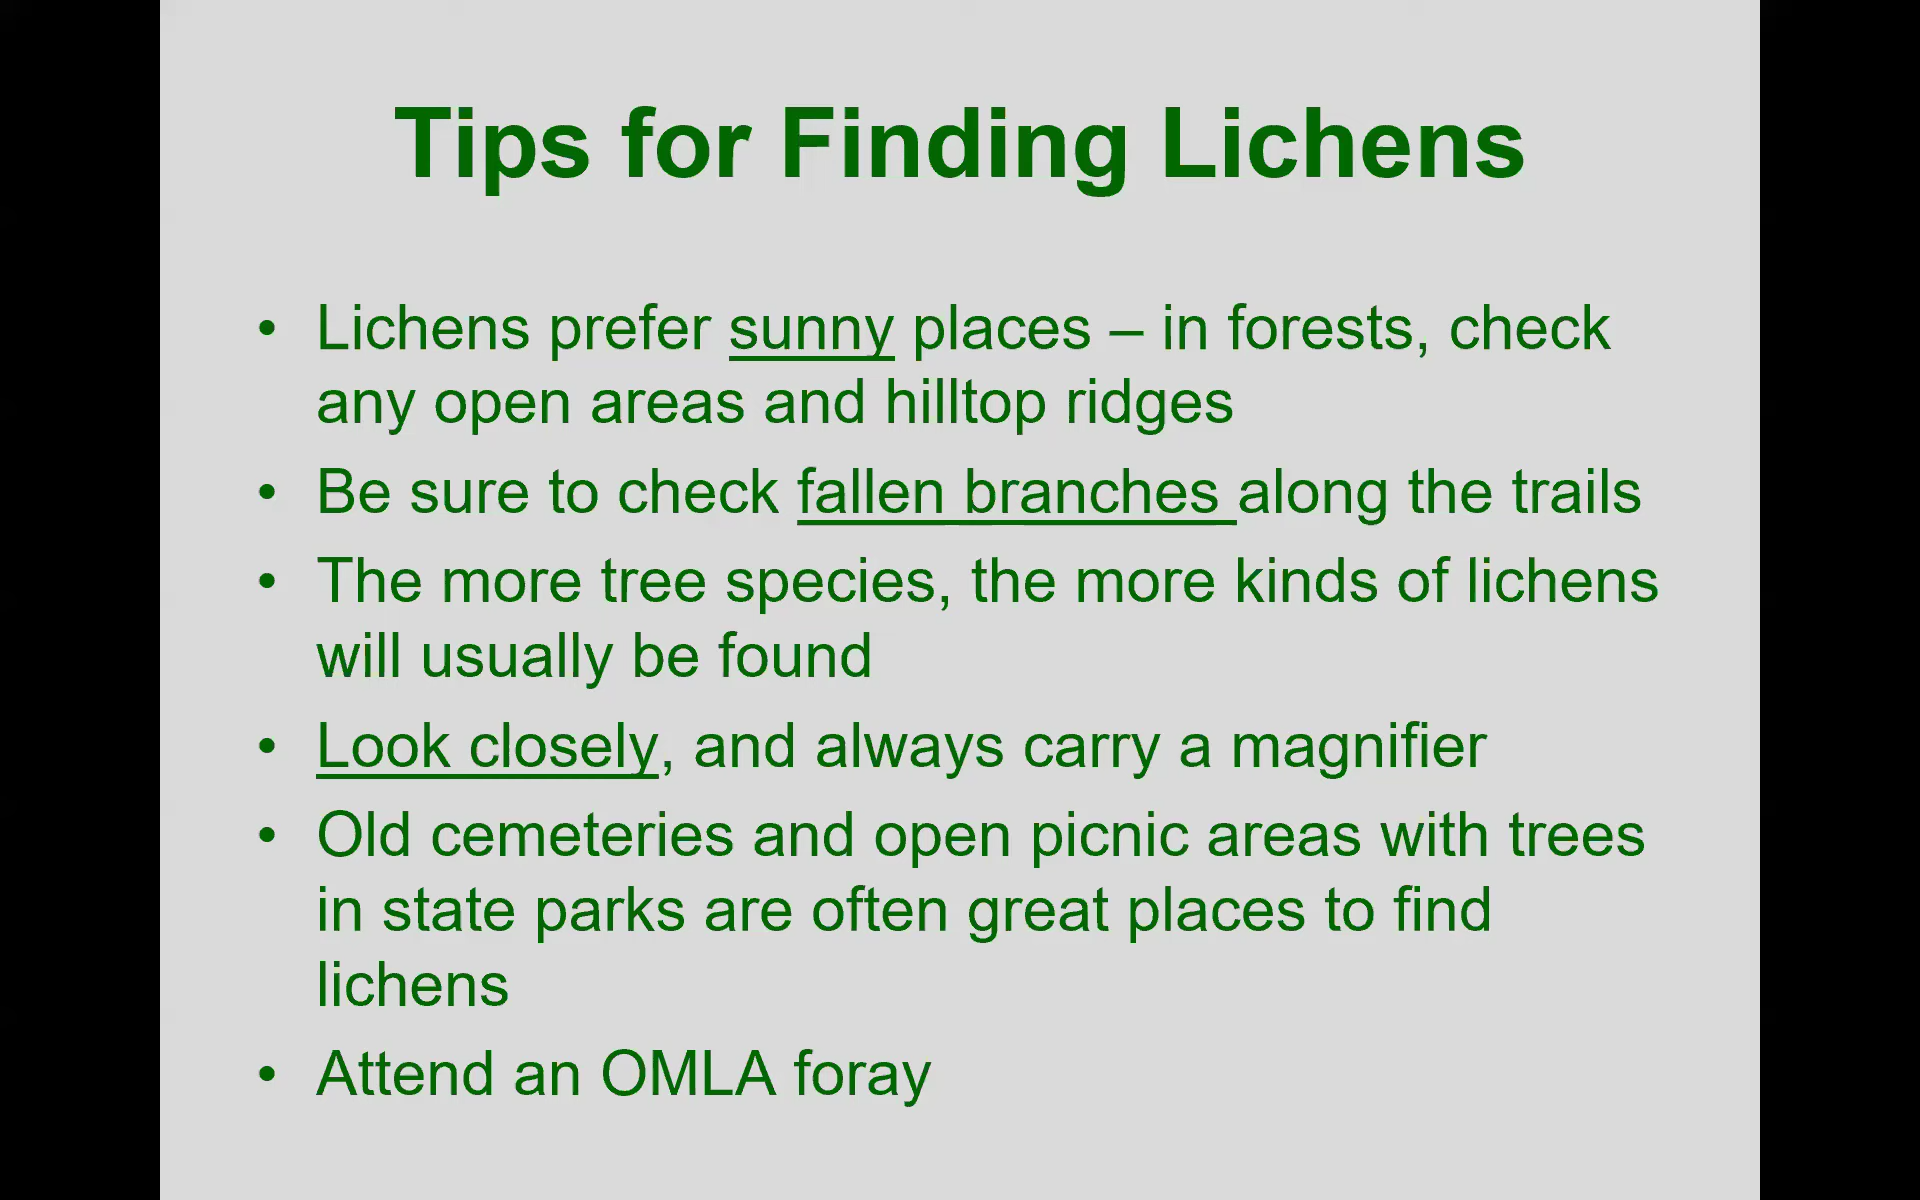 Tips for Finding Lichens
• Lichens prefer sunny places – in forests, check
any open areas and hilltop ridges
• Be sure to check fallen branches along the trails
• The more tree species, the more kinds of lichens
will usually be found
• Look closely, and always carry a magnifier
• Old cemeteries and open picnic areas with trees
in state parks are often great places to find
lichens
• Attend an OMLA foray